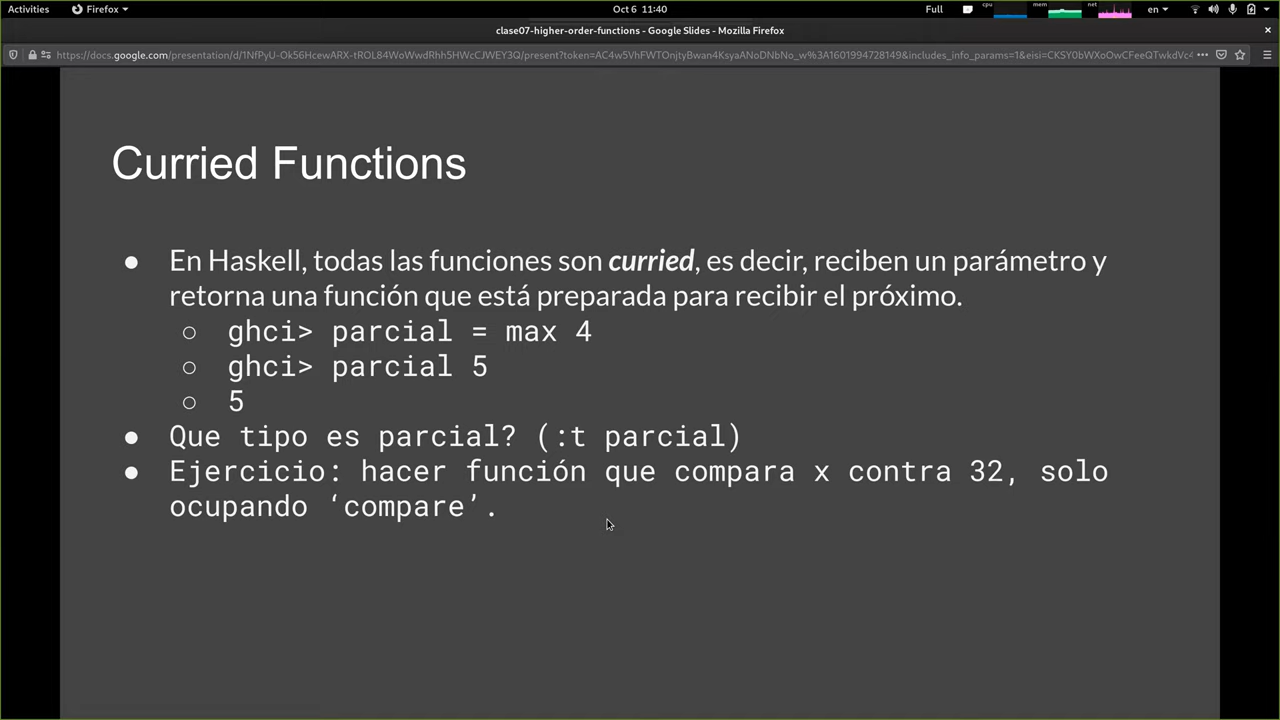 Activities
Firefox
Oct 6 11:40
Full
cpu
mem
net
en
clase07-higher-order-functions - Google Slides - Mozilla Firefox
Curried Functions
● En Haskell, todas las funciones son curried, es decir, reciben un parámetro y
retorna una función que está preparada para recibir el próximo.
○ ghci> parcial = max 4
○ ghci> parcial 5
○ 5
● Que tipo es parcial? (:t parcial)
● Ejercicio: hacer función que compara x contra 32, solo
ocupando ‘compare’.